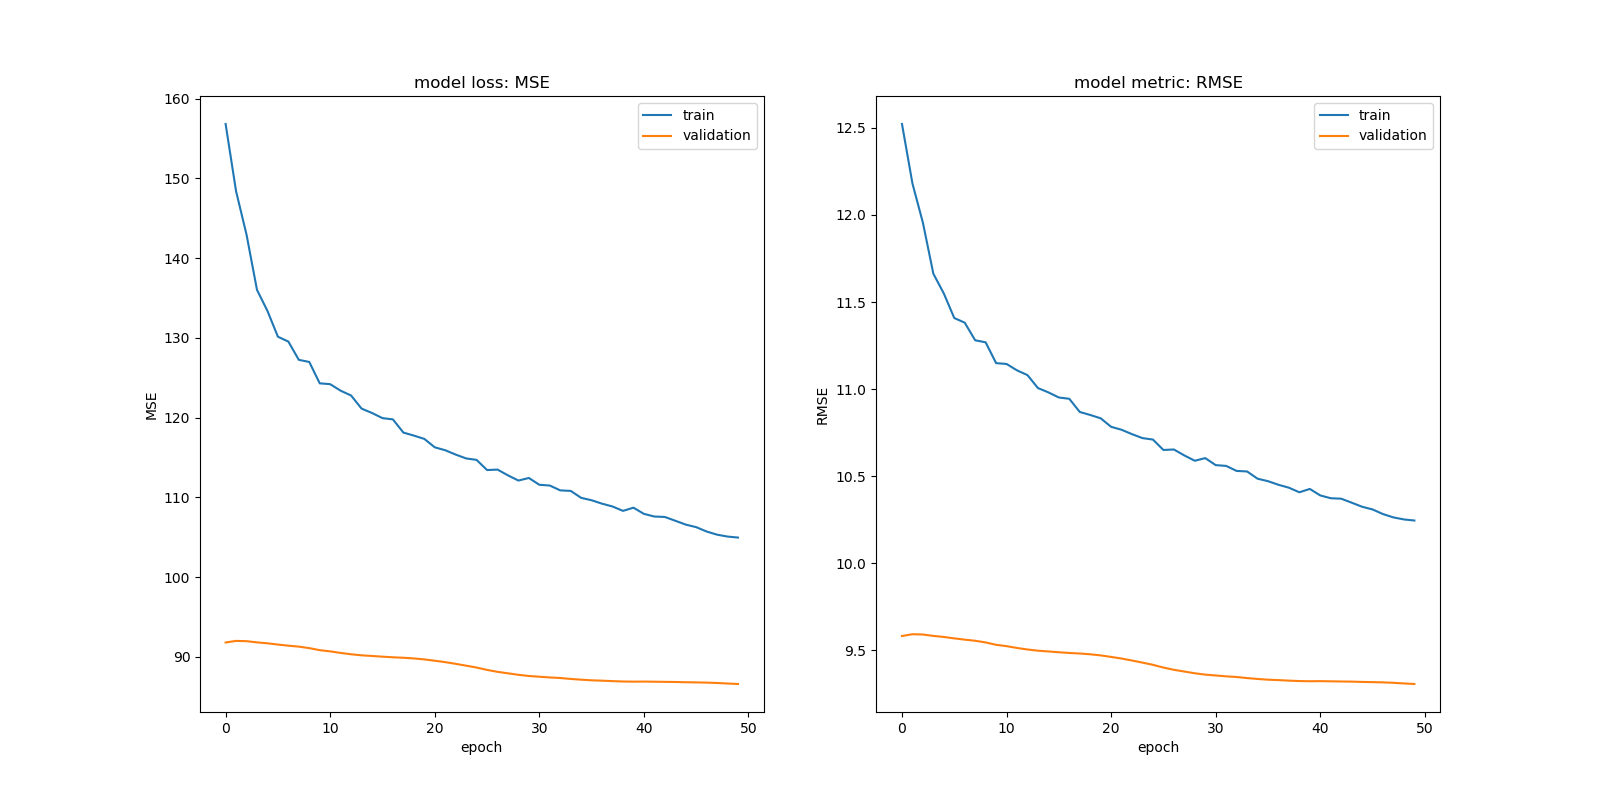 model loss: MSE
train
validation
160
150
140
130
120
110
100
90
MSE
0 10 20 30 40 50
epoch
model metric: RMSE
train
validation
12.5
12.0
11.5
11.0
10.5
10.0
9.5
RMSE
0 10 20 30 40 50
epoch